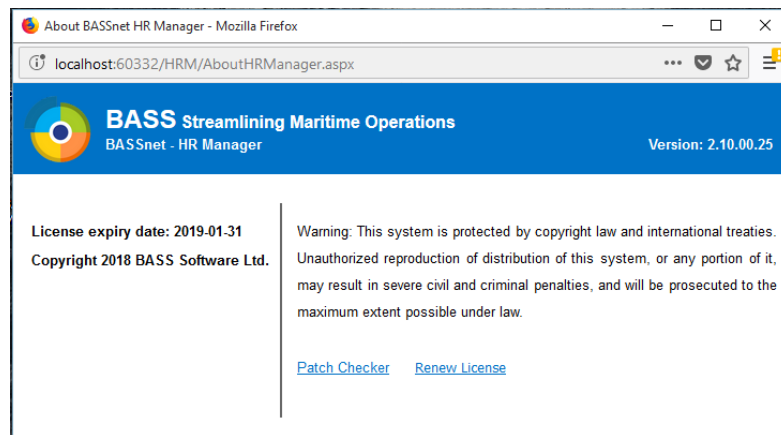 About BASSnet HR Manager - Mozilla Firefox
localhost:60332/HRM/AboutHRManager.aspx
BASS Streamlining Maritime Operations
BASSnet - HR Manager
Version: 2.10.00.25
License expiry date: 2019-01-31
Copyright 2018 BASS Software Ltd.
Warning: This system is protected by copyright law and international treaties.
Unauthorized reproduction of distribution of this system, or any portion of it,
may result in severe civil and criminal penalties, and will be prosecuted to the
maximum extent possible under law.
Patch Checker Renew License